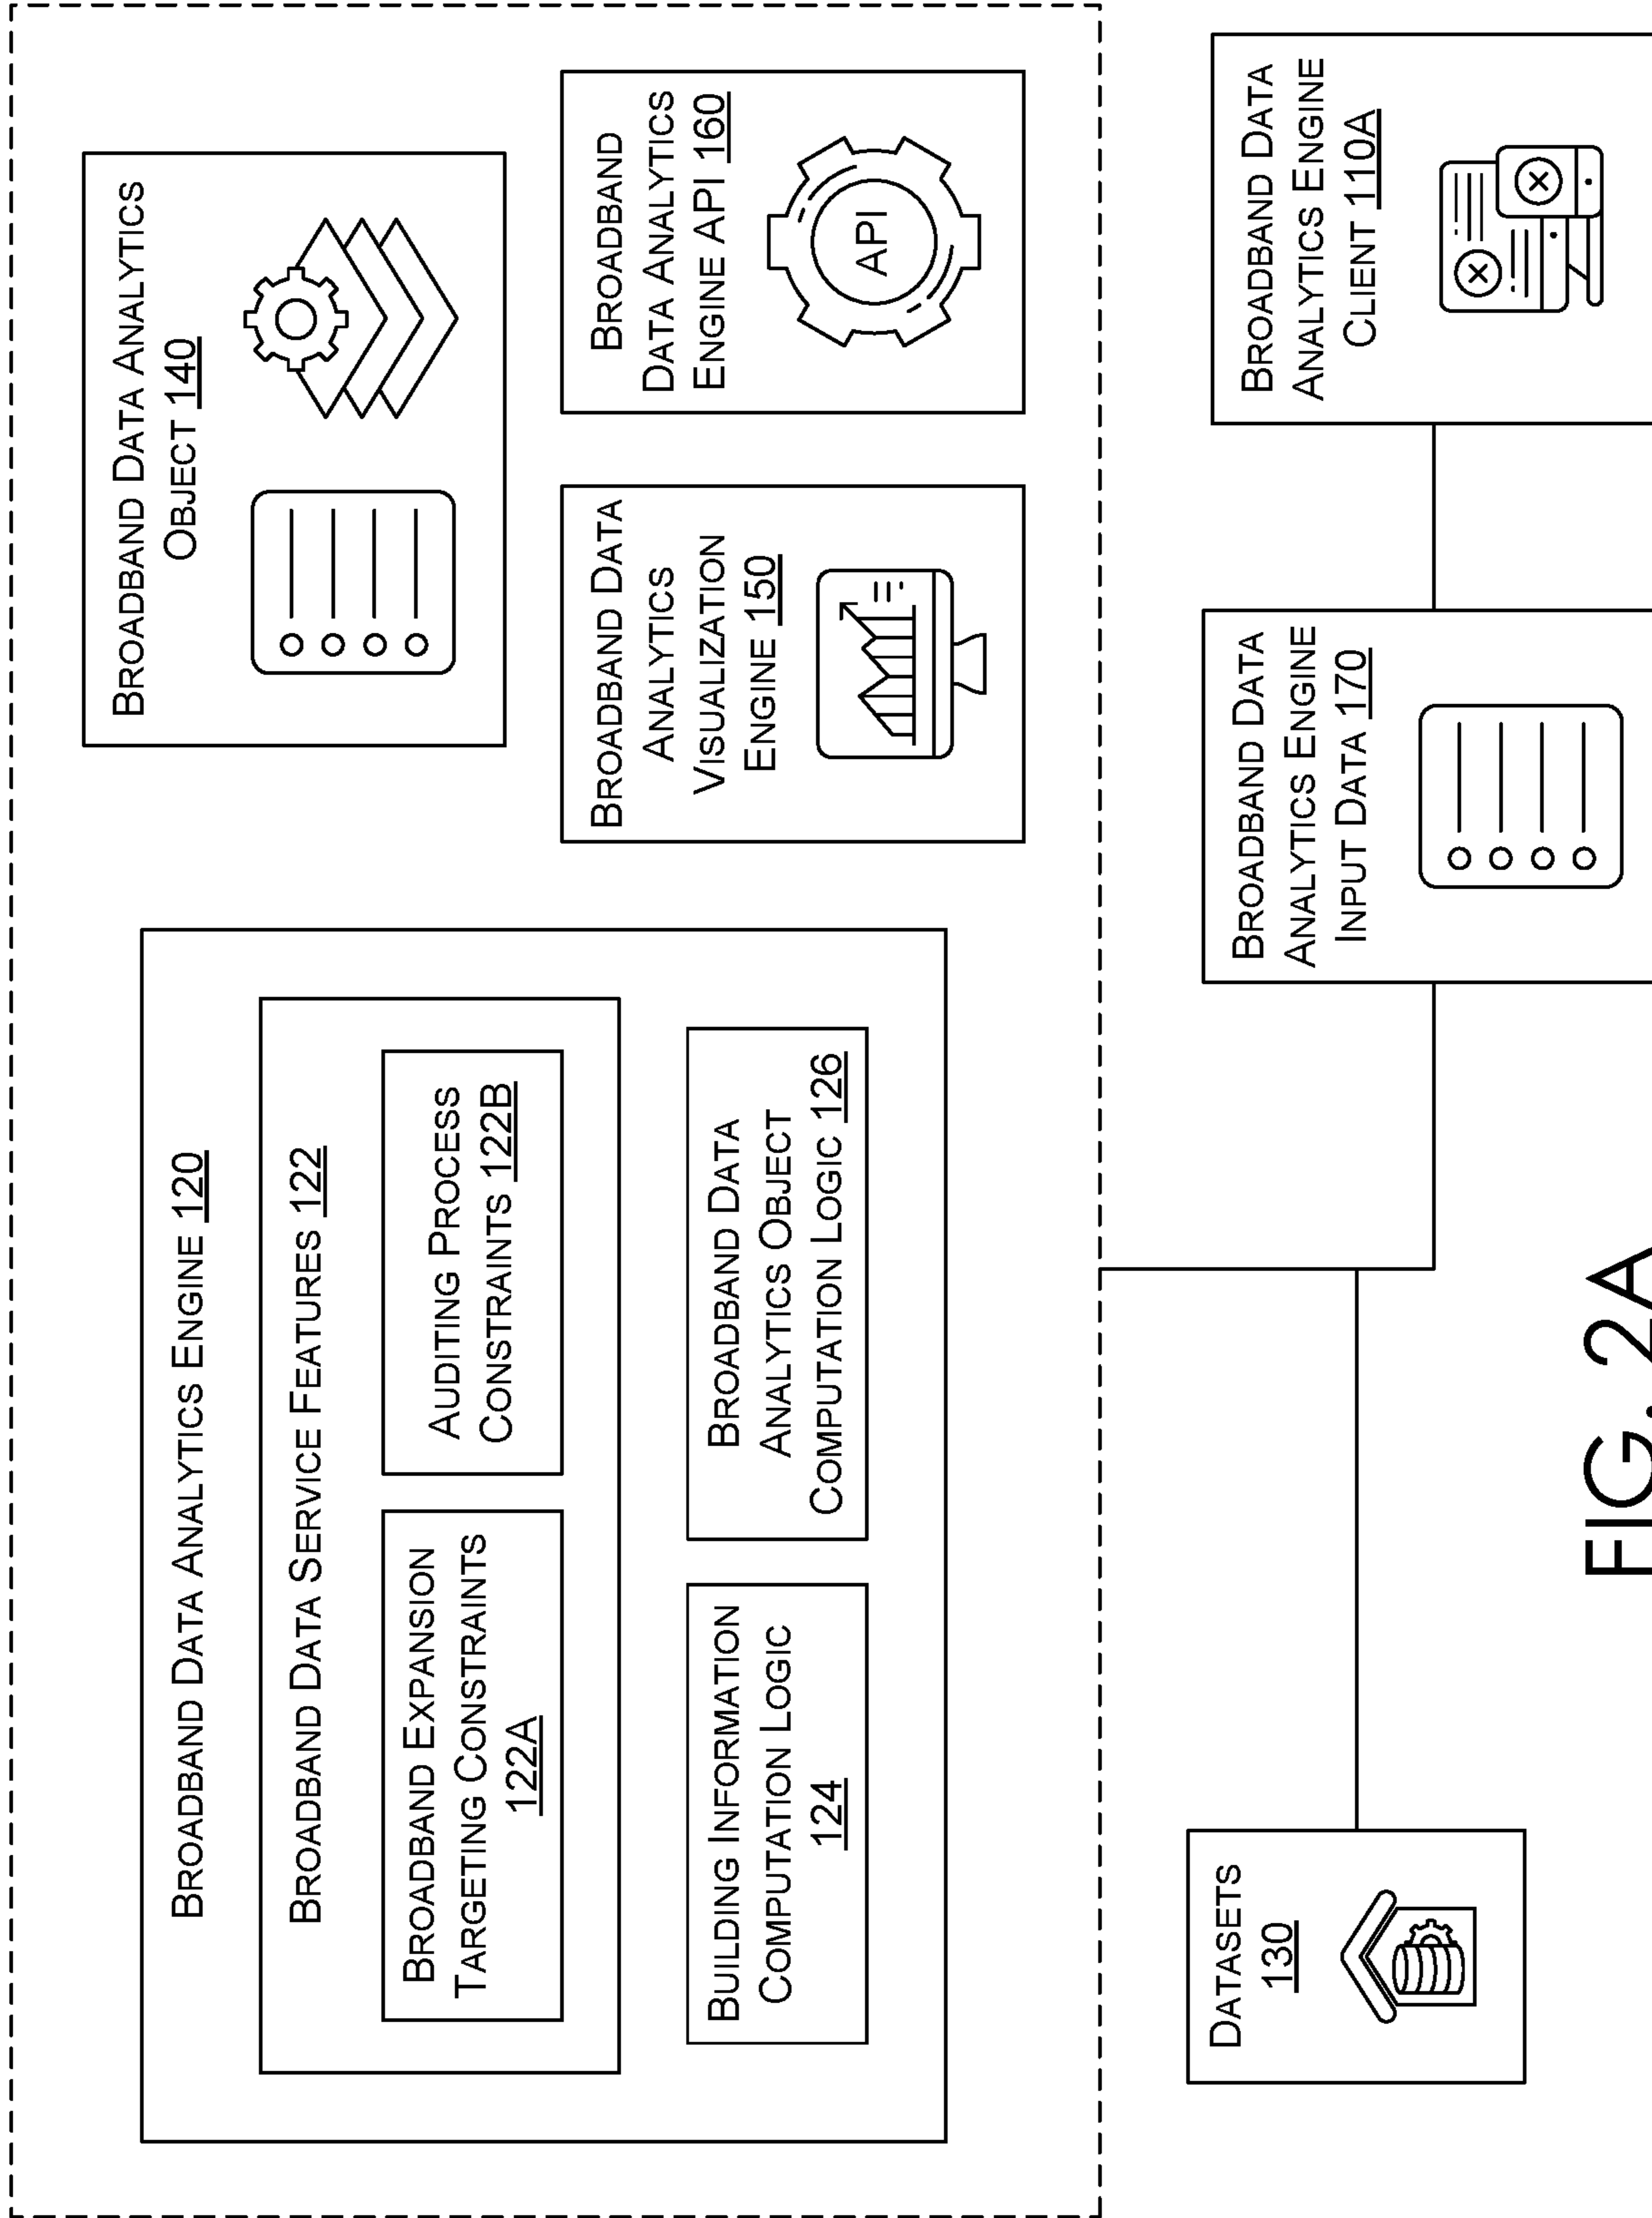 BROADBAND DATA ANALYTICS ENGINE 120
BROADBAND DATA SERVICE FEATURES 122
BROADBAND EXPANSION
TARGETING CONSTRAINTS
122A
AUDITING PROCESS
CONSTRAINTS 122B
BUILDING INFORMATION
COMPUTATION LOGIC
124
BROADBAND DATA
ANALYTICS OBJECT
COMPUTATION LOGIC 126
BROADBAND DATA ANALYTICS
OBJECT 140
BROADBAND DATA
ANALYTICS
VISUALIZATION
ENGINE 150
BROADBAND
DATA ANALYTICS
ENGINE API 160
API
DATASETS
130
BROADBAND DATA
ANALYTICS ENGINE
INPUT DATA 170
BROADBAND DATA
ANALYTICS ENGINE
CLIENT 110A
FIG. 2A